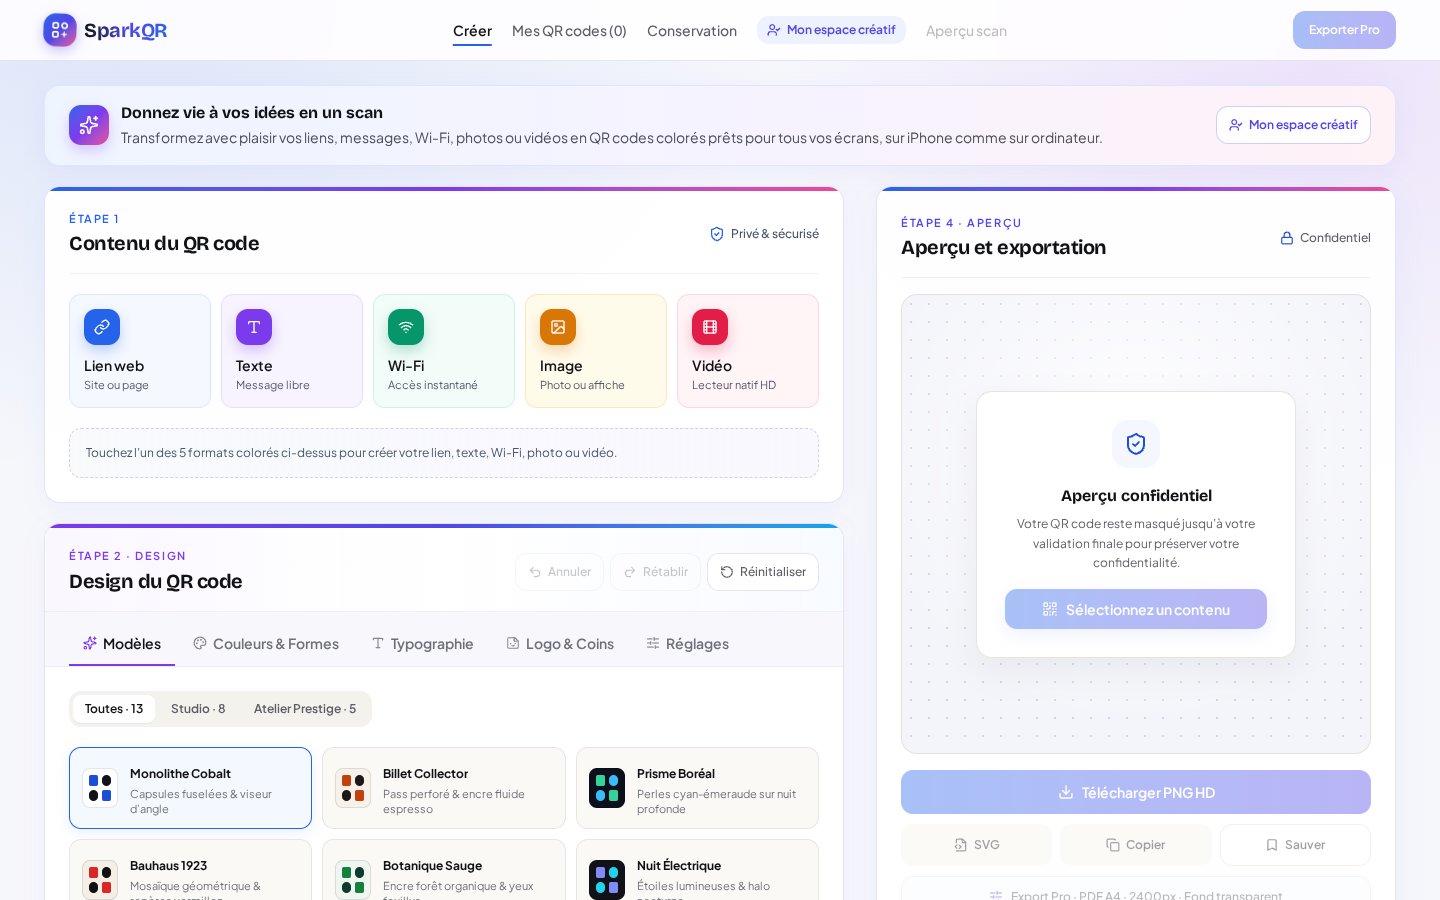 SparkQR
Créer
Mes QR codes (0)
Conservation
Mon espace créatif
Aperçu scan
Exporter Pro
Donnez vie à vos idées en un scan
Transformez avec plaisir vos liens, messages, Wi-Fi, photos ou vidéos en QR codes colorés prêts pour tous vos écrans, sur iPhone comme sur ordinateur.
Mon espace créatif
ÉTAPE 1
Contenu du QR code
Privé & sécurisé
Lien web
Site ou page
Texte
Message libre
Wi-Fi
Accès instantané
Image
Photo ou affiche
Vidéo
Lecteur natif HD
Touchez l'un des 5 formats colorés ci-dessus pour créer votre lien, texte, Wi-Fi, photo ou vidéo.
ÉTAPE 2 · DESIGN
Design du QR code
Annuler
Rétablir
Réinitialiser
Modèles
Couleurs & Formes
Typographie
Logo & Coins
Réglages
Toutes · 13
Studio · 8
Atelier Prestige · 5
Monolithe Cobalt
Capsules fuselées & viseur
d'angle
Billet Collector
Pass perforé & encre fluide
espresso
Prisme Boréal
Perles cyan-émeraude sur nuit
profonde
Bauhaus 1923
Mosaïque géométrique &
Botanique Sauge
Encre forêt organique & yeux
Nuit Électrique
Étoiles lumineuses & halo
ÉTAPE 4 · APERÇU
Aperçu et exportation
Confidentiel
Aperçu confidentiel
Votre QR code reste masqué jusqu'à votre
validation finale pour préserver votre
confidentialité.
Sélectionnez un contenu
Télécharger PNG HD
SVG
Copier
Sauver
Export Pro · PDF A4 · 2400px · Fond transparent